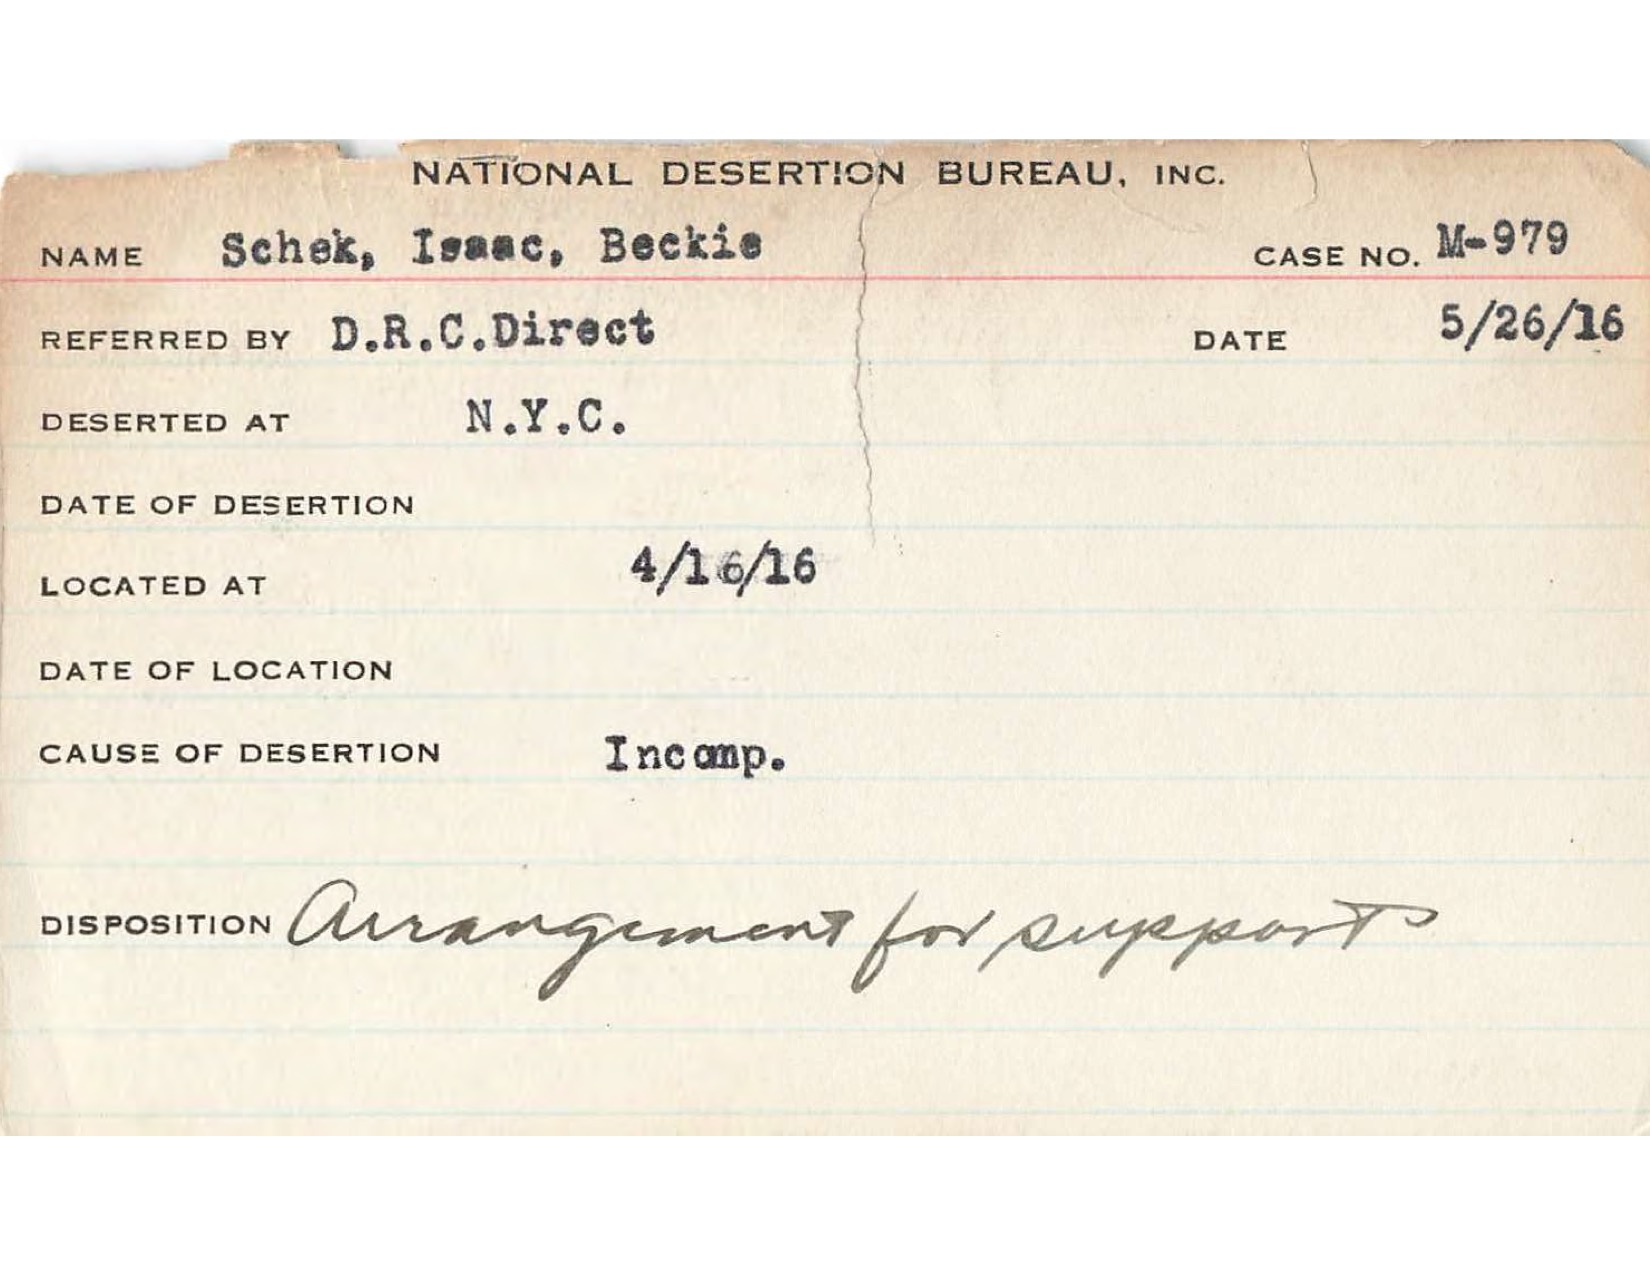 NATIONAL DESERTION BUREAU, INC.
NAME Schek, Isaac, Beckie CASE NO. M-979
REFERRED BY D.R.C.Direct DATE 5/26/16
DESERTED AT N.Y.C.
DATE OF DESERTION
LOCATED AT 4/16/16
DATE OF LOCATION
CAUSE OF DESERTION Incomp.
DISPOSITION Arrangement for support